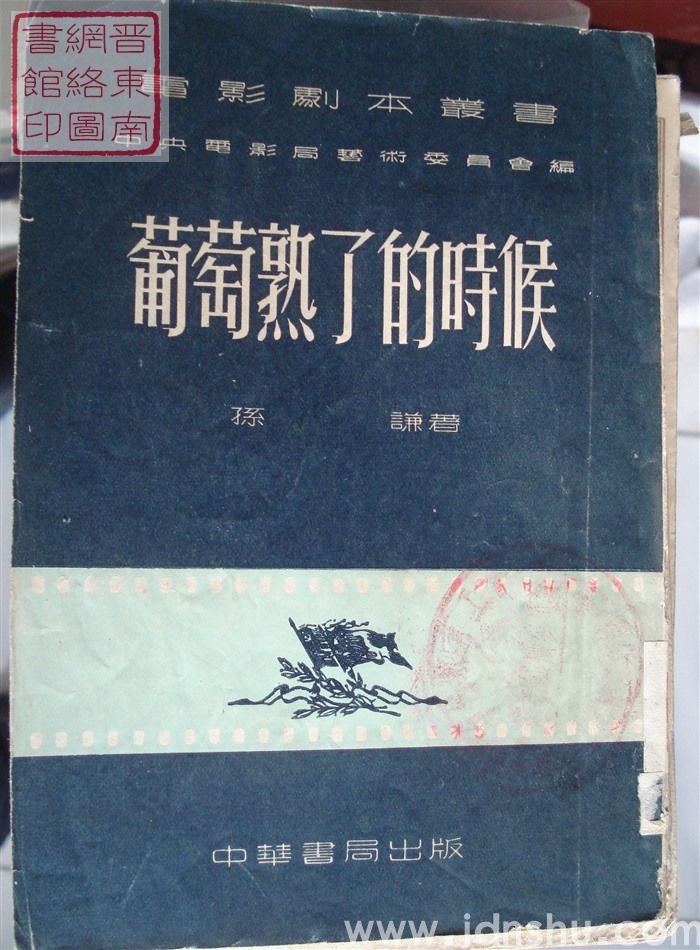 晋東南
網絡圖
書館印
電影劇本叢書
中央電影局藝術委員會編
葡萄熟了的時候
孫 謙著
中華書局出版
www.jdnshu.com